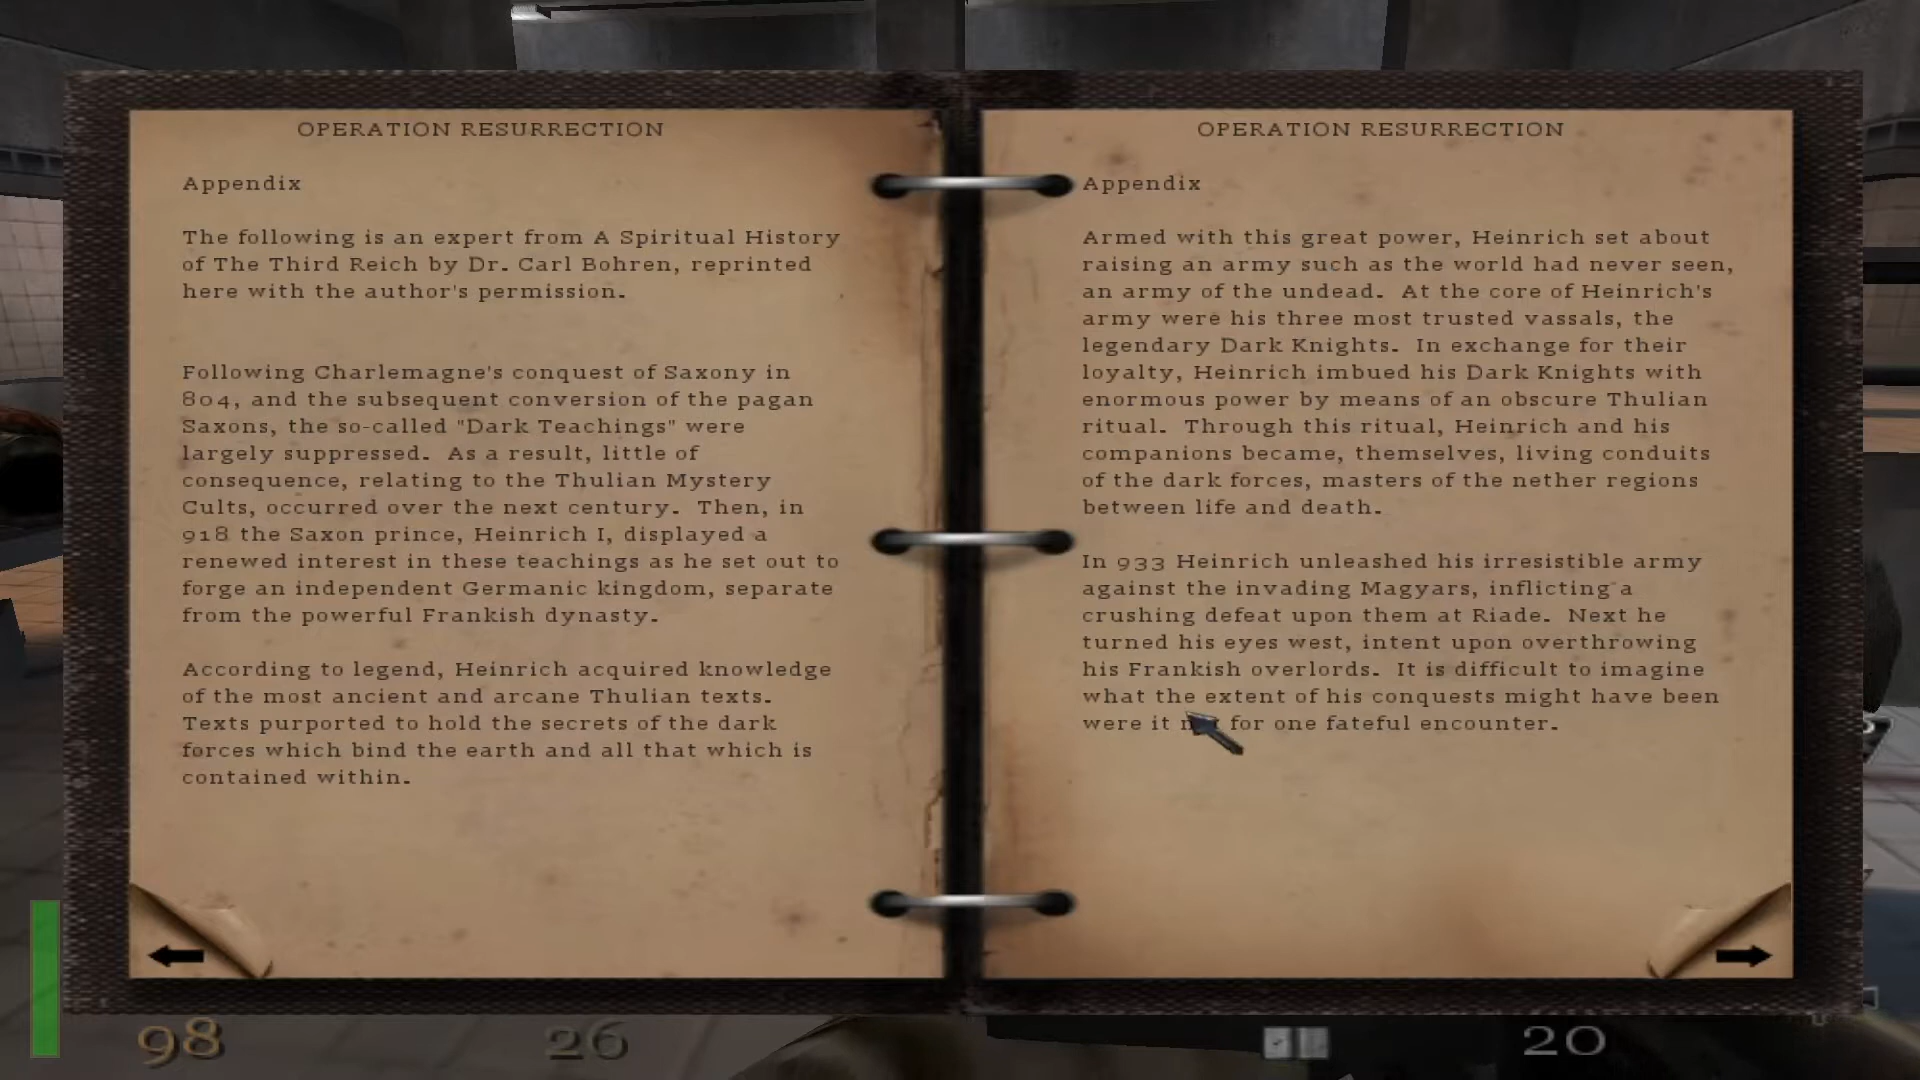 OPERATION RESURRECTION
Appendix
The following is an expert from A Spiritual History
of The Third Reich by Dr. Carl Bohren, reprinted
here with the author's permission.
Following Charlemagne's conquest of Saxony in
804, and the subsequent conversion of the pagan
Saxons, the so-called "Dark Teachings" were
largely suppressed. As a result, little of
consequence, relating to the Thulian Mystery
Cults, occurred over the next century. Then, in
918 the Saxon prince, Heinrich I, displayed a
renewed interest in these teachings as he set out to
forge an independent Germanic kingdom, separate
from the powerful Frankish dynasty.
According to legend, Heinrich acquired knowledge
of the most ancient and arcane Thulian texts.
Texts purported to hold the secrets of the dark
forces which bind the earth and all that which is
contained within.
OPERATION RESURRECTION
Appendix
Armed with this great power, Heinrich set about
raising an army such as the world had never seen,
an army of the undead. At the core of Heinrich's
army were his three most trusted vassals, the
legendary Dark Knights. In exchange for their
loyalty, Heinrich imbued his Dark Knights with
enormous power by means of an obscure Thulian
ritual. Through this ritual, Heinrich and his
companions became, themselves, living conduits
of the dark forces, masters of the nether regions
between life and death.
In 933 Heinrich unleashed his irresistible army
against the invading Magyars, inflicting a
crushing defeat upon them at Riade. Next he
turned his eyes west, intent upon overthrowing
his Frankish overlords. It is difficult to imagine
what the extent of his conquests might have been
were it for one fateful encounter.
98
26
20